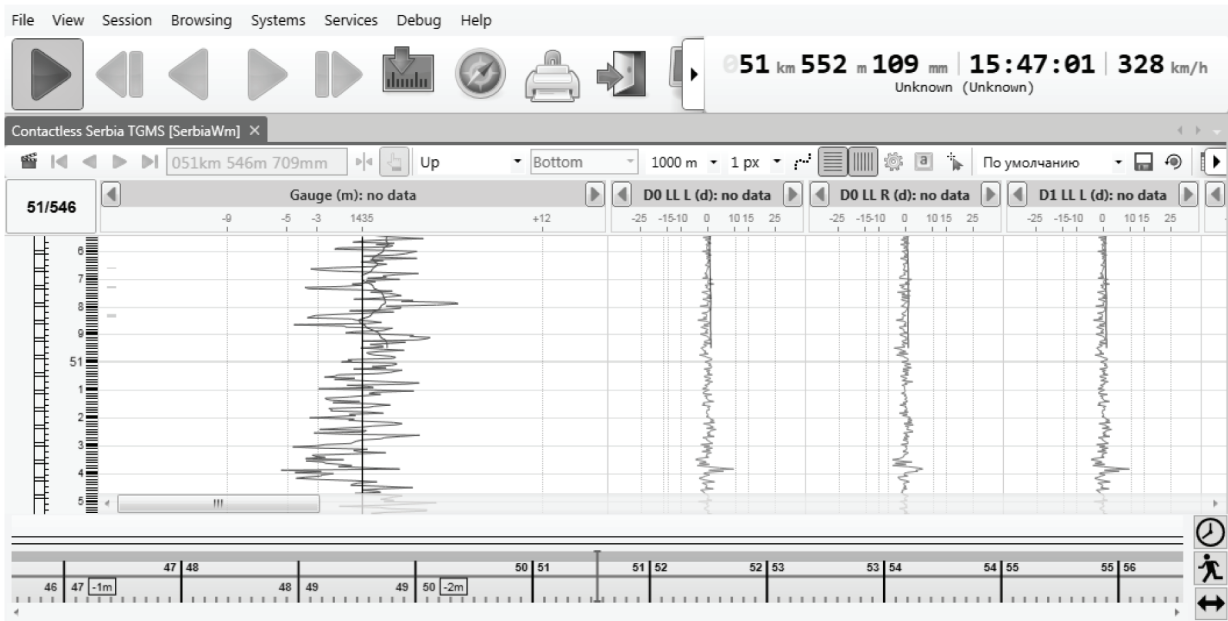 File View Session Browsing Systems Services Debug Help
051 km 552 m 109 mm 15:47:01 328 km/h
Unknown (Unknown)
Contactless Serbia TGMS [SerbiaWm] ×
051km 546m 709mm Up Bottom 1000 m 1 px a По умолчанию
51/546 Gauge (m): no data D0 LL L (d): no data D0 LL R (d): no data D1 LL L (d): no data
-9 -5 -3 1435 +12 -25 -15-10 0 10 15 25 -25 -15-10 0 10 15 25 -25 -15-10 0 10 15 25
6
7
8
9
51
1
2
3
4
5
47 48 50 51 51 52 52 53 53 54 54 55 55 56
46 47 -1m 48 49 49 50 -2m